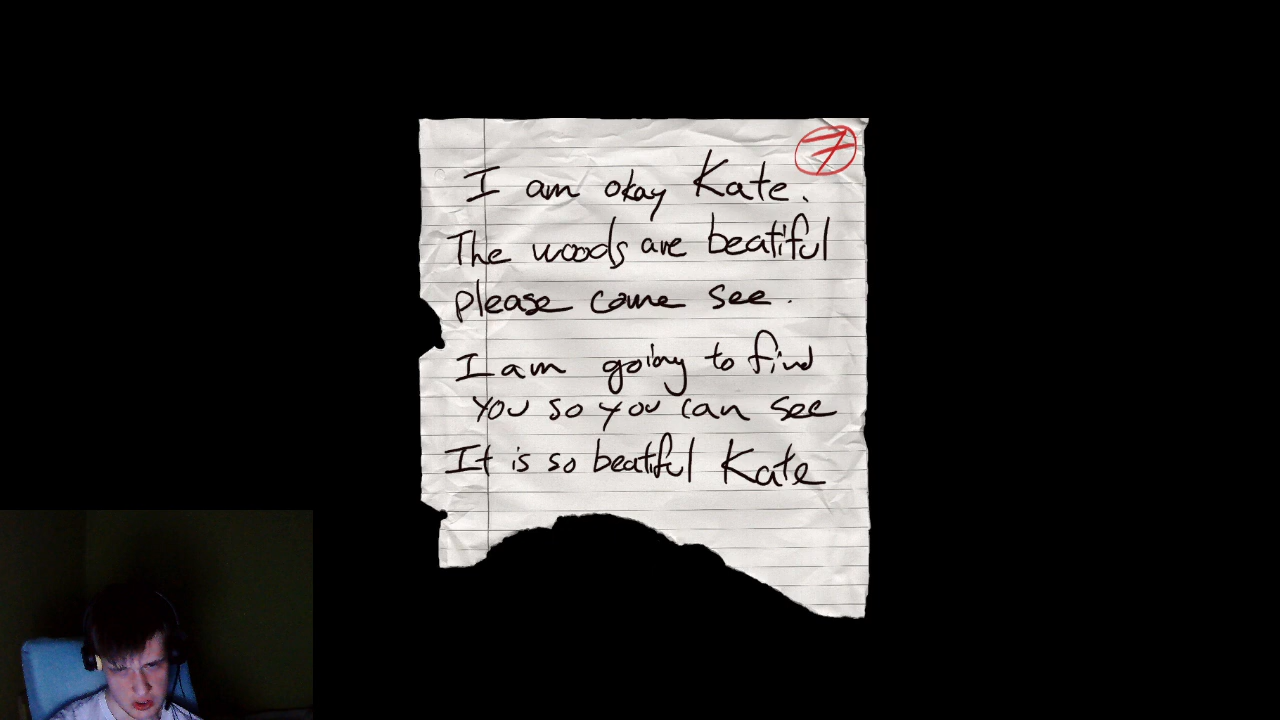 7
I am okay Kate.
The woods are beatiful
please come see.
I am going to find
you so you can see
It is so beatiful Kate